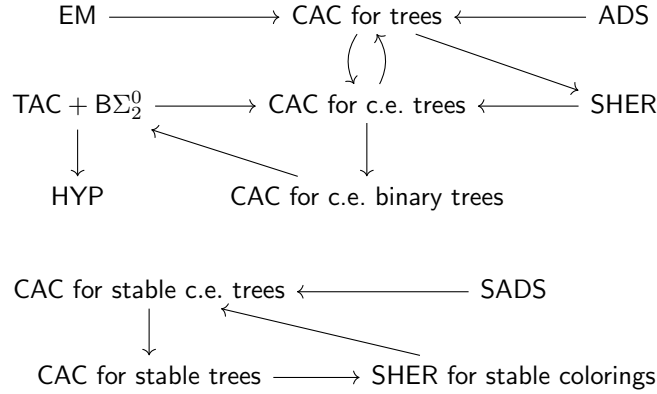 EM CAC for trees ADS
TAC + BΣ⁰₂ CAC for c.e. trees SHER
HYP CAC for c.e. binary trees
CAC for stable c.e. trees SADS
CAC for stable trees SHER for stable colorings